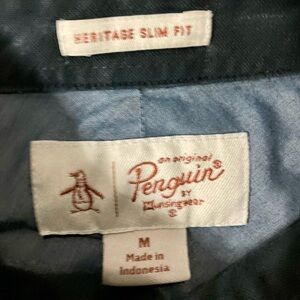 HERITAGE SLIM FIT
an original
Penguin®
BY
Munsingwear
®
M
Made in
Indonesia